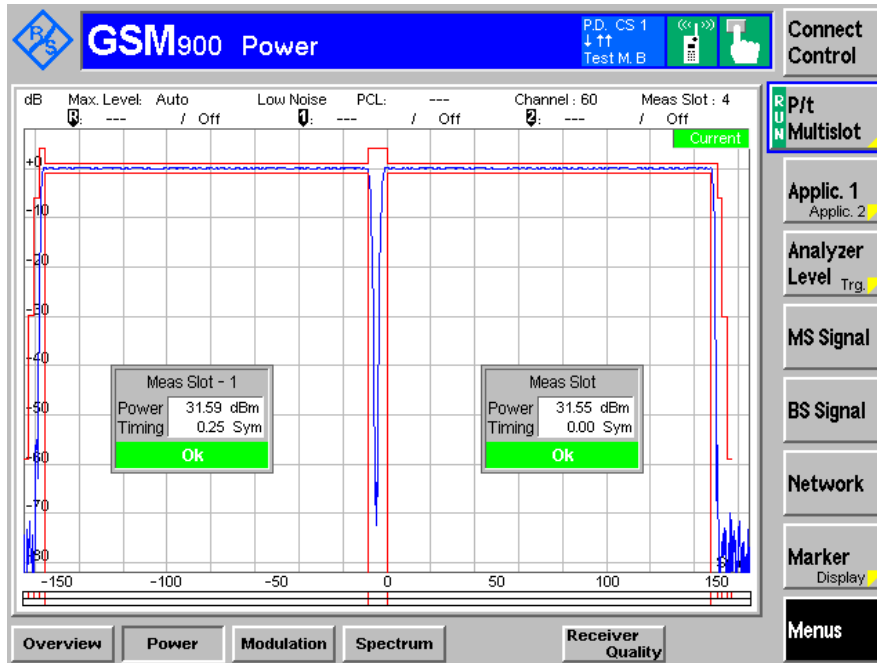 R/S
GSM900 Power
P.D. CS 1
↓ ↑↑
Test M. B
Connect Control
dB Max. Level: Auto Low Noise PCL: --- Channel : 60 Meas Slot : 4
R: --- / Off 1: --- / Off 2: --- / Off
RUN
P/t Multislot
Current
+0
-10
-20
-30
-40
-50
-60
-70
-80
Meas Slot - 1
Power 31.59 dBm
Timing 0.25 Sym
Ok
Meas Slot
Power 31.55 dBm
Timing 0.00 Sym
Ok
S
-150 -100 -50 0 50 100 150
Applic. 1
Applic. 2
Analyzer
Level Trg.
MS Signal
BS Signal
Network
Marker
Display
Menus
Overview Power Modulation Spectrum Receiver Quality